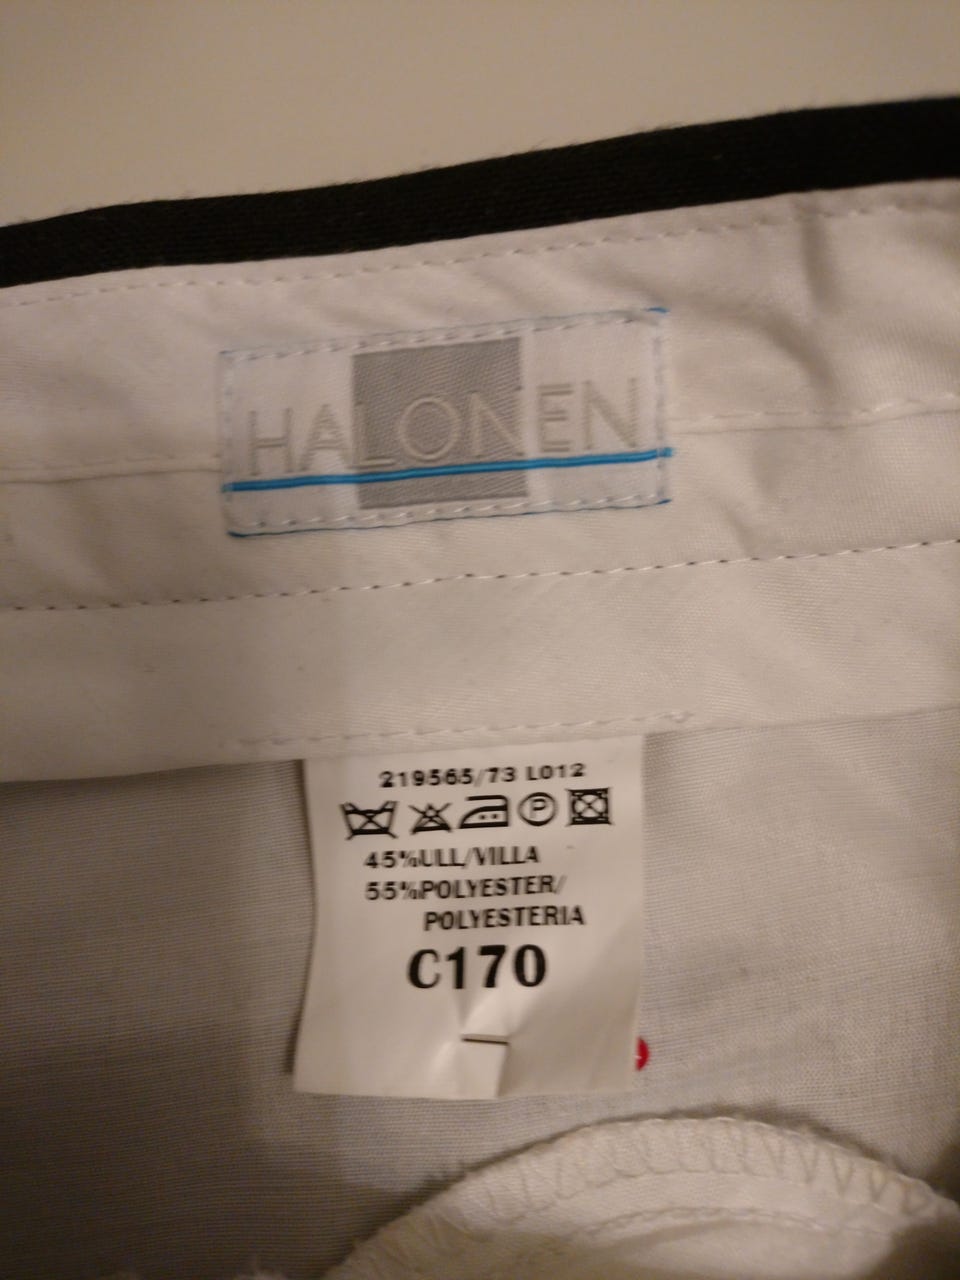 HALONEN
219565/73 L012
P
45%ULL/VILLA
55%POLYESTER/
POLYESTERIA
C170